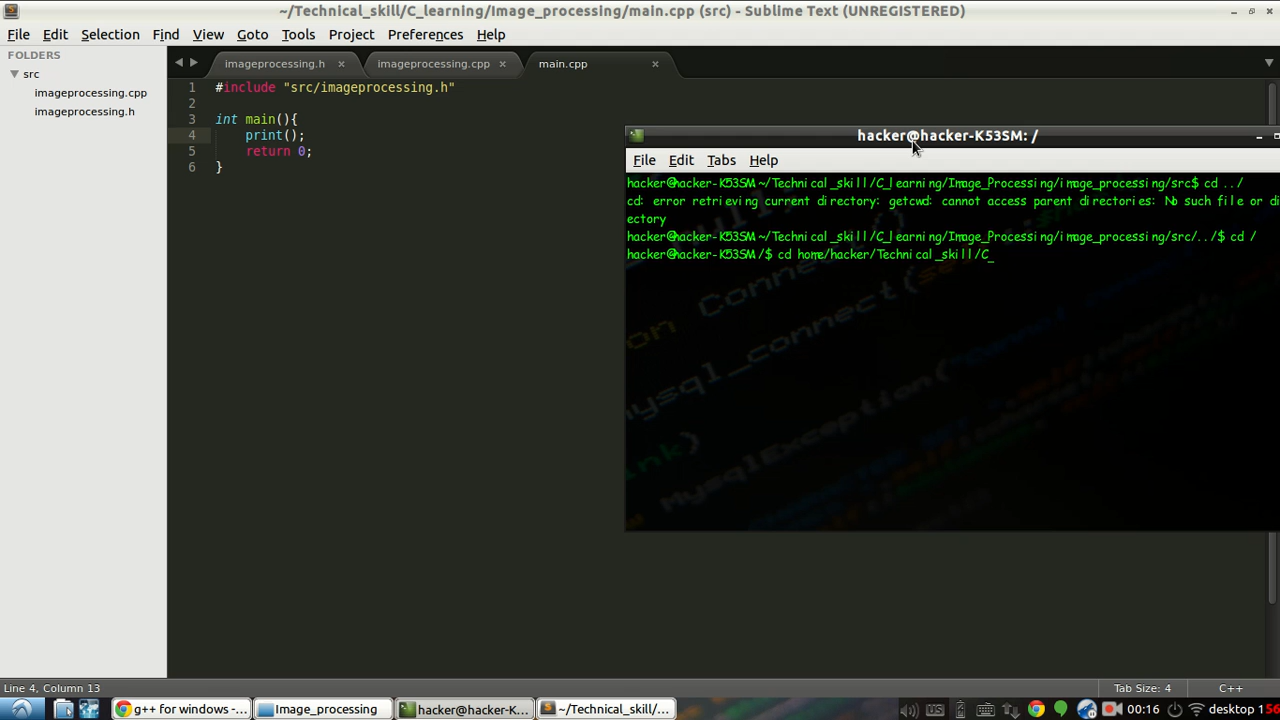 ~/Technical_skill/C_learning/Image_processing/main.cpp (src) - Sublime Text (UNREGISTERED)
File Edit Selection Find View Goto Tools Project Preferences Help
FOLDERS
src
imageprocessing.cpp
imageprocessing.h
imageprocessing.h imageprocessing.cpp main.cpp
1 #include "src/imageprocessing.h"
2
3 int main(){
4 print();
5 return 0;
6 }
hacker@hacker-K53SM: /
File Edit Tabs Help
hacker@hacker-K53SM:~/Technical_skill/C_learning/Image_Processing/image_processing/src$ cd ../
cd: error retrieving current directory: getcwd: cannot access parent directories: No such file or di
ectory
hacker@hacker-K53SM:~/Technical_skill/C_learning/Image_Processing/image_processing/src/../$ cd /
hacker@hacker-K53SM:/$ cd home/hacker/Technical_skill/C_
Connect
mysql_connect(
MysqlException(
Line 4, Column 13
Tab Size: 4
C++
g++ for windows -...
Image_processing
hacker@hacker-K...
~/Technical_skill/...
00:16
desktop 1